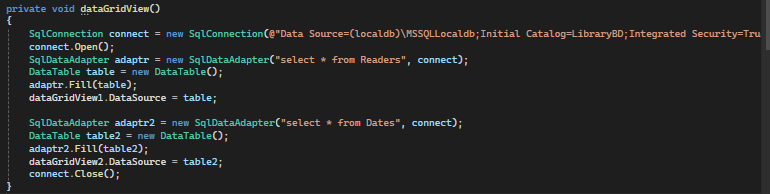 private void dataGridView()
{
SqlConnection connect = new SqlConnection(@"Data Source=(localdb)\MSSQLLocaldb;Initial Catalog=LibraryBD;Integrated Security=Tru
connect.Open();
SqlDataAdapter adaptr = new SqlDataAdapter("select * from Readers", connect);
DataTable table = new DataTable();
adaptr.Fill(table);
dataGridView1.DataSource = table;

SqlDataAdapter adaptr2 = new SqlDataAdapter("select * from Dates", connect);
DataTable table2 = new DataTable();
adaptr2.Fill(table2);
dataGridView2.DataSource = table2;
connect.Close();
}